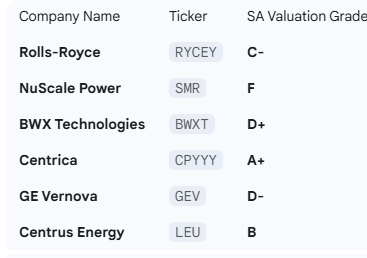 Company Name Ticker SA Valuation Grade
Rolls-Royce RYCEY C-
NuScale Power SMR F
BWX Technologies BWXT D+
Centrica CPYYY A+
GE Vernova GEV D-
Centrus Energy LEU B